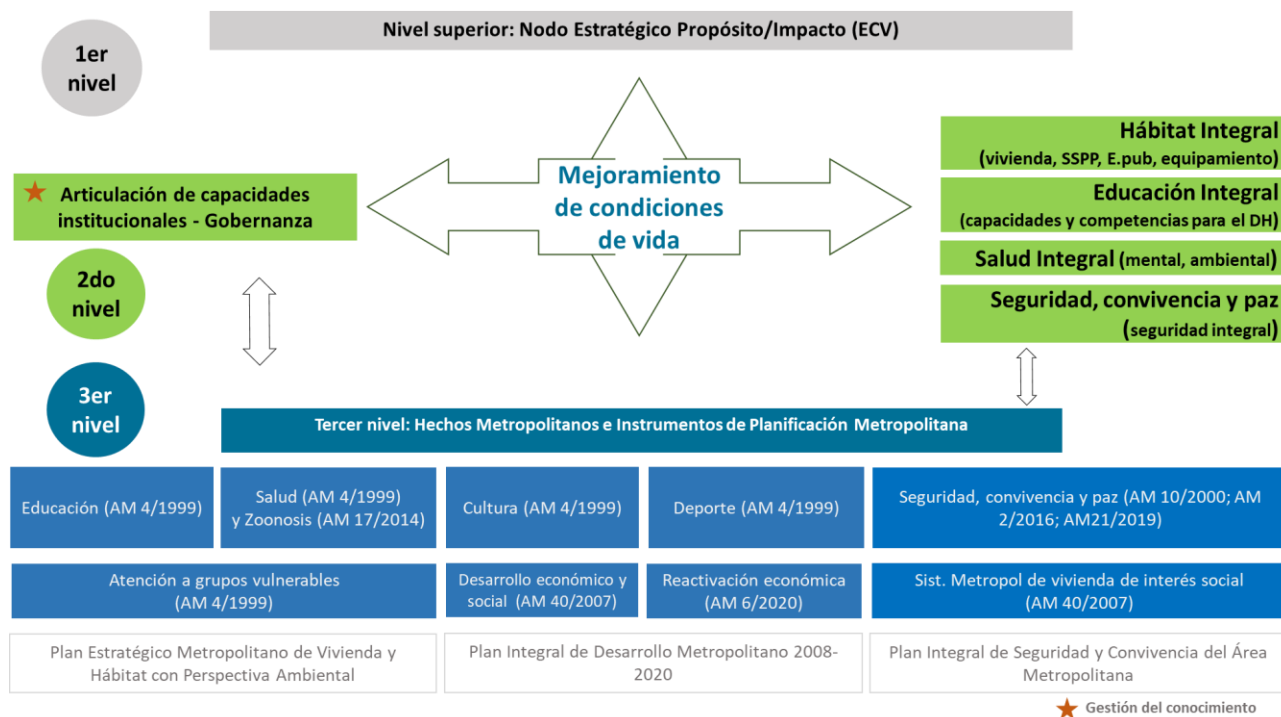 Nivel superior: Nodo Estratégico Propósito/Impacto (ECV)
1er
nivel
Hábitat Integral
(vivienda, SSPP, E.pub, equipamiento)
Educación Integral
(capacidades y competencias para el DH)
Salud Integral (mental, ambiental)
Seguridad, convivencia y paz
(seguridad integral)
Mejoramiento
de condiciones
de vida
Articulación de capacidades
institucionales - Gobernanza
2do
nivel
3er
nivel
Tercer nivel: Hechos Metropolitanos e Instrumentos de Planificación Metropolitana
Educación (AM 4/1999)
Salud (AM 4/1999)
y Zoonosis (AM 17/2014)
Cultura (AM 4/1999)
Deporte (AM 4/1999)
Seguridad, convivencia y paz (AM 10/2000; AM
2/2016; AM21/2019)
Atención a grupos vulnerables
(AM 4/1999)
Desarrollo económico y
social (AM 40/2007)
Reactivación económica
(AM 6/2020)
Sist. Metropol de vivienda de interés social
(AM 40/2007)
Plan Estratégico Metropolitano de Vivienda y
Hábitat con Perspectiva Ambiental
Plan Integral de Desarrollo Metropolitano 2008-
2020
Plan Integral de Seguridad y Convivencia del Área
Metropolitana
Gestión del conocimiento